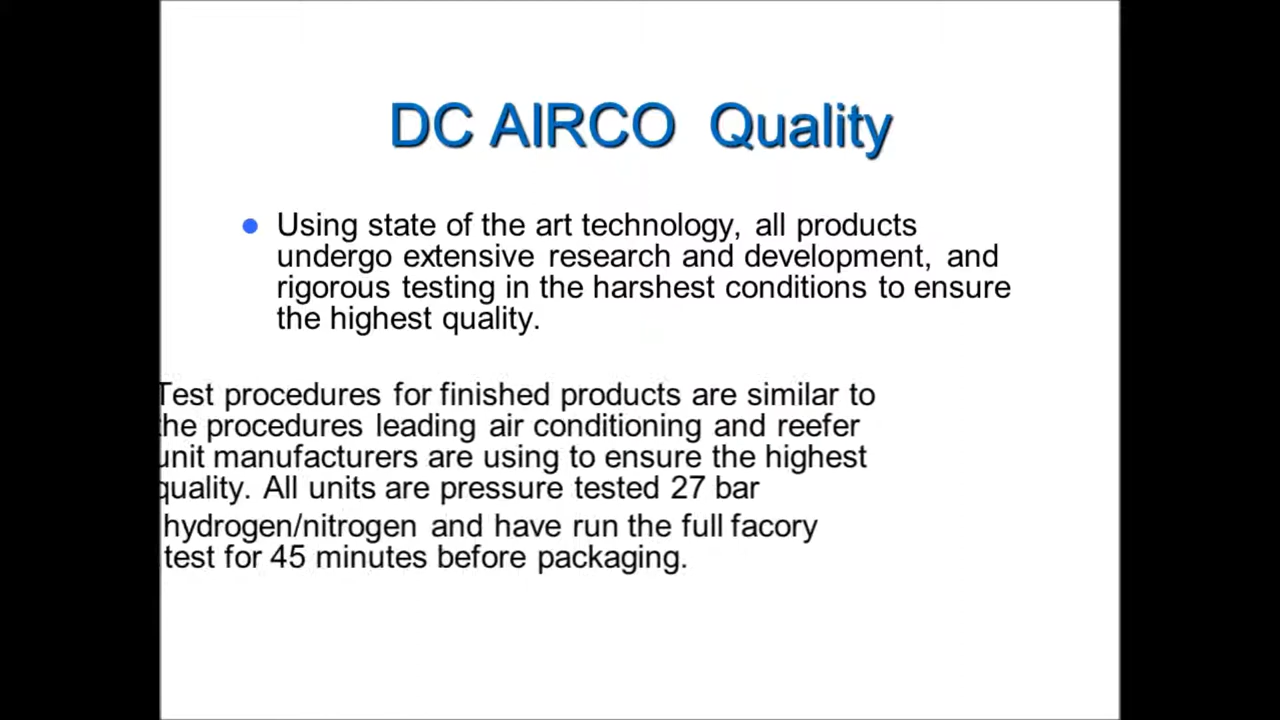 DC AIRCO Quality
Using state of the art technology, all products
undergo extensive research and development, and
rigorous testing in the harshest conditions to ensure
the highest quality.
Test procedures for finished products are similar to
the procedures leading air conditioning and reefer
unit manufacturers are using to ensure the highest
quality. All units are pressure tested 27 bar
hydrogen/nitrogen and have run the full facory
test for 45 minutes before packaging.